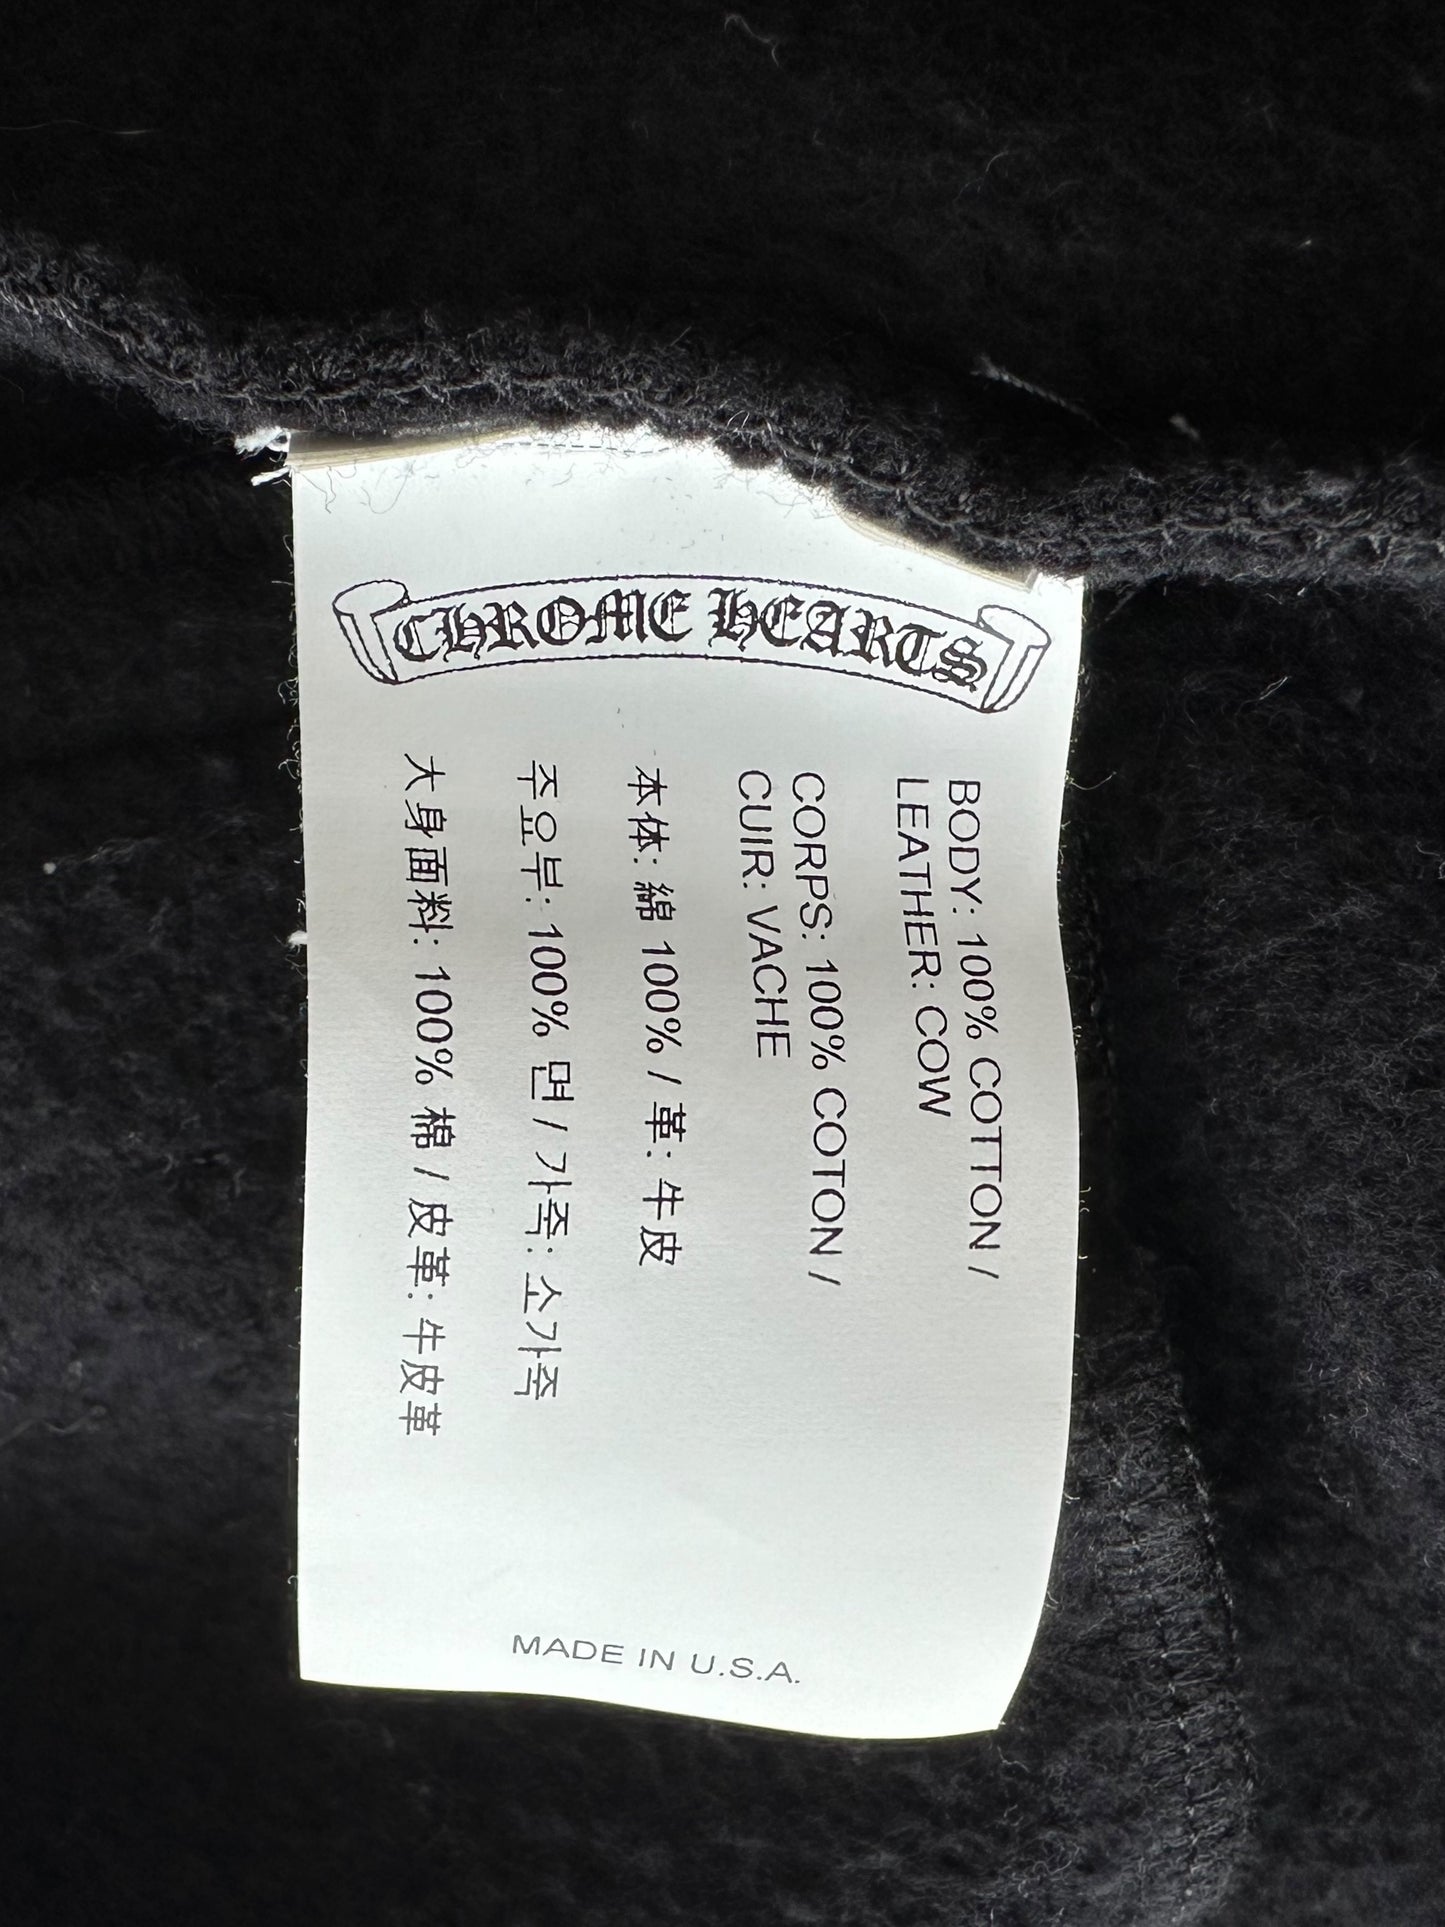 CHROME HEARTS
BODY: 100% COTTON /
LEATHER: COW
CORPS: 100% COTON /
CUIR: VACHE
本体: 綿 100% / 革: 牛皮
주요부: 100% 면 / 가죽: 소가죽
大身面料: 100% 棉 / 皮革: 牛皮革
MADE IN U.S.A.